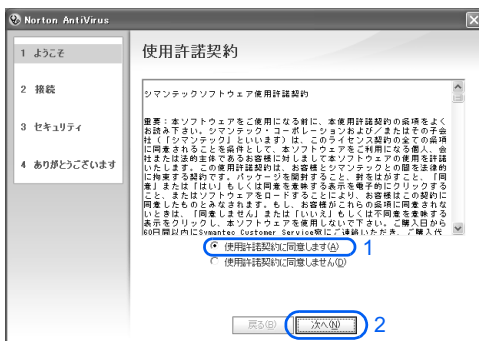 Norton AntiVirus
1 ようこそ
2 接続
3 セキュリティ
4 ありがとうございます
使用許諾契約
シマンテックソフトウェア使用許諾契約
重要：本ソフトウェアをご使用になる前に、本使用許諾契約の条項をよく
お読み下さい。シマンテック・コーポレーションおよび／またはその子会
社（「シマンテック」といいます）は、このライセンス契約の全ての条項
に同意されることを条件として、本ソフトウェアをご利用になる個人、会
社または法的主体であるお客様に対しまして本ソフトウェアの使用を許諾
いたします。この使用許諾契約は、お客様とシマンテックとの間を法律的
に拘束する契約です。パッケージを開封すること、封をはがすこと、「同
意」または「はい」もしくは同意を意味する表示を電子的にクリックする
こと、またはソフトウェアをロードすることにより、お客様はこの契約に
同意したものとみなされます。もし、お客様がこれらの条項に同意されな
いときは、「同意しません」または「いいえ」もしくは不同意を意味する
表示をクリックし、本ソフトウェアを使用しないで下さい。ご購入日から
60日間以内にSymantec Customer Service宛にご連絡いただき、ご購入代
使用許諾契約に同意します(A) 1
使用許諾契約に同意しません(D)
戻る(B) 次へ(N) 2